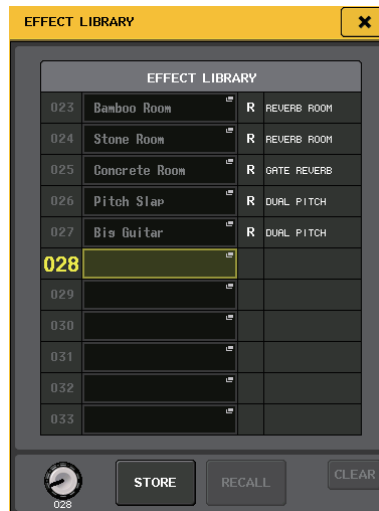 EFFECT LIBRARY
EFFECT LIBRARY
023 Bamboo Room R REVERB ROOM
024 Stone Room R REVERB ROOM
025 Concrete Room R GATE REVERB
026 Pitch Slap R DUAL PITCH
027 Big Guitar R DUAL PITCH
028
029
030
031
032
033
STORE RECALL CLEAR
028